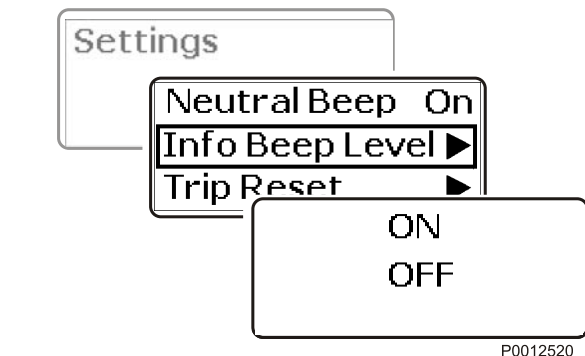 Settings
Neutral Beep On
Info Beep Level ▶
Trip Reset ▶
ON
OFF
P0012520